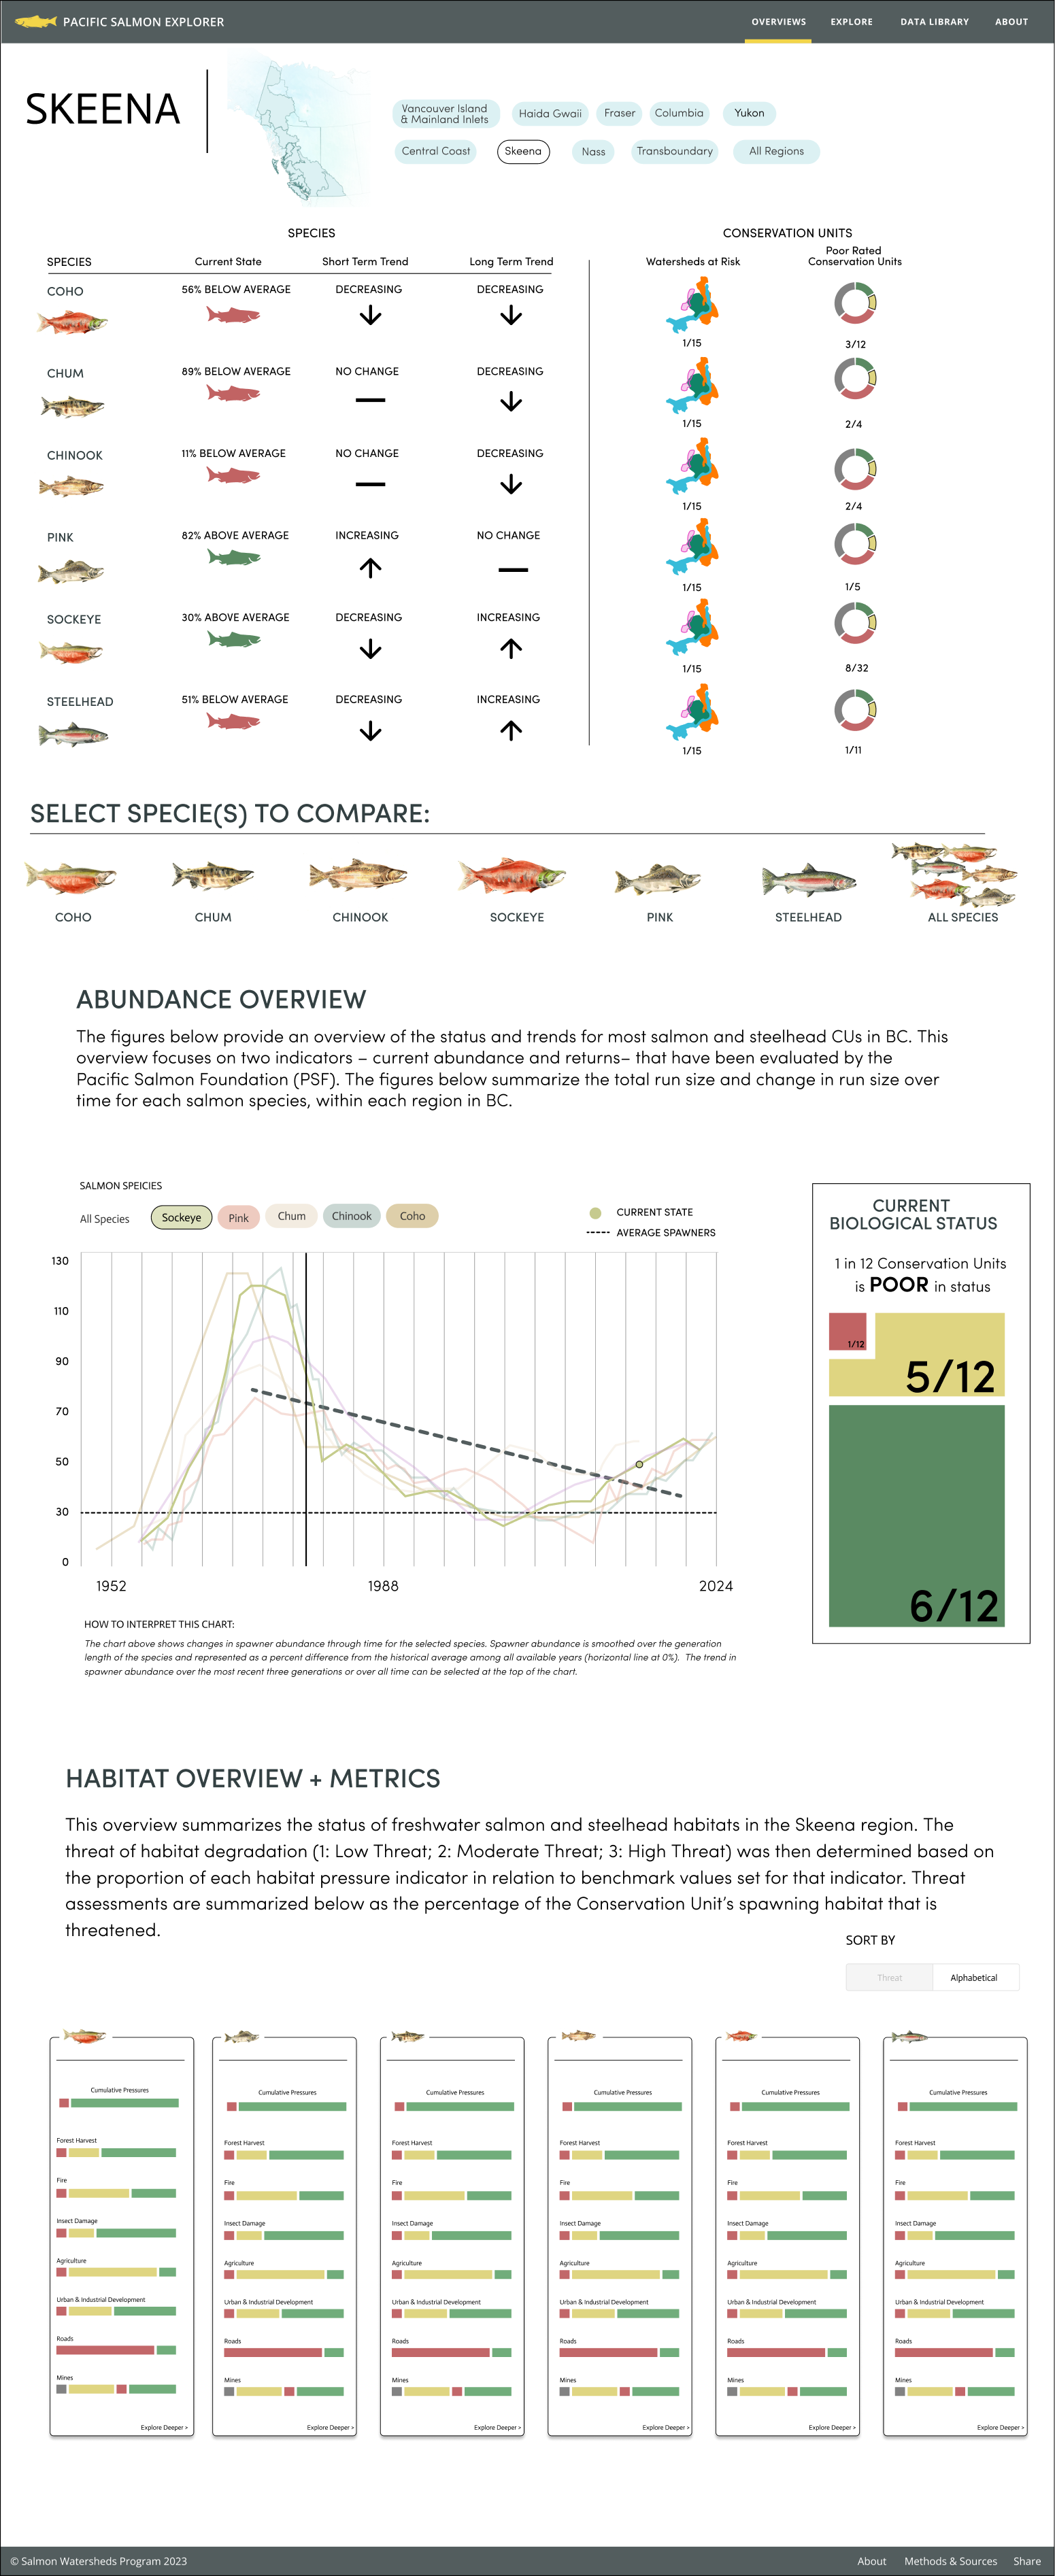 PACIFIC SALMON EXPLORER
OVERVIEWS EXPLORE DATA LIBRARY ABOUT
SKEENA
Vancouver Island
& Mainland Inlets
Haida Gwaii
Fraser
Columbia
Yukon
Central Coast
Skeena
Nass
Transboundary
All Regions
SPECIES
CONSERVATION UNITS
SPECIES Current State Short Term Trend Long Term Trend
Watersheds at Risk
Poor Rated
Conservation Units
COHO 56% BELOW AVERAGE DECREASING DECREASING
1/15 3/12
CHUM 89% BELOW AVERAGE NO CHANGE DECREASING
1/15 2/4
CHINOOK 11% BELOW AVERAGE NO CHANGE DECREASING
1/15 2/4
PINK 82% ABOVE AVERAGE INCREASING NO CHANGE
1/15 1/5
SOCKEYE 30% ABOVE AVERAGE DECREASING INCREASING
1/15 8/32
STEELHEAD 51% BELOW AVERAGE DECREASING INCREASING
1/15 1/11
SELECT SPECIE(S) TO COMPARE:
COHO CHUM CHINOOK SOCKEYE PINK STEELHEAD ALL SPECIES
ABUNDANCE OVERVIEW
The figures below provide an overview of the status and trends for most salmon and steelhead CUs in BC. This
overview focuses on two indicators – current abundance and returns– that have been evaluated by the
Pacific Salmon Foundation (PSF). The figures below summarize the total run size and change in run size over
time for each salmon species, within each region in BC.
SALMON SPEICIES
All Species Sockeye Pink Chum Chinook Coho
CURRENT STATE
AVERAGE SPAWNERS
130
110
90
70
50
30
0
1952 1988 2024
CURRENT
BIOLOGICAL STATUS
1 in 12 Conservation Units
is POOR in status
1/12
5/12
6/12
HOW TO INTERPRET THIS CHART:
The chart above shows changes in spawner abundance through time for the selected species. Spawner abundance is smoothed over the generation
length of the species and represented as a percent difference from the historical average among all available years (horizontal line at 0%). The trend in
spawner abundance over the most recent three generations or over all time can be selected at the top of the chart.
HABITAT OVERVIEW + METRICS
This overview summarizes the status of freshwater salmon and steelhead habitats in the Skeena region. The
threat of habitat degradation (1: Low Threat; 2: Moderate Threat; 3: High Threat) was then determined based on
the proportion of each habitat pressure indicator in relation to benchmark values set for that indicator. Threat
assessments are summarized below as the percentage of the Conservation Unit's spawning habitat that is
threatened.
SORT BY
Threat Alphabetical
Cumulative Pressures
Forest Harvest
Fire
Insect Damage
Agriculture
Urban & Industrial Development
Roads
Mines
Explore Deeper >
Cumulative Pressures
Forest Harvest
Fire
Insect Damage
Agriculture
Urban & Industrial Development
Roads
Mines
Explore Deeper >
Cumulative Pressures
Forest Harvest
Fire
Insect Damage
Agriculture
Urban & Industrial Development
Roads
Mines
Explore Deeper >
Cumulative Pressures
Forest Harvest
Fire
Insect Damage
Agriculture
Urban & Industrial Development
Roads
Mines
Explore Deeper >
Cumulative Pressures
Forest Harvest
Fire
Insect Damage
Agriculture
Urban & Industrial Development
Roads
Mines
Explore Deeper >
Cumulative Pressures
Forest Harvest
Fire
Insect Damage
Agriculture
Urban & Industrial Development
Roads
Mines
Explore Deeper >
© Salmon Watersheds Program 2023
About Methods & Sources Share